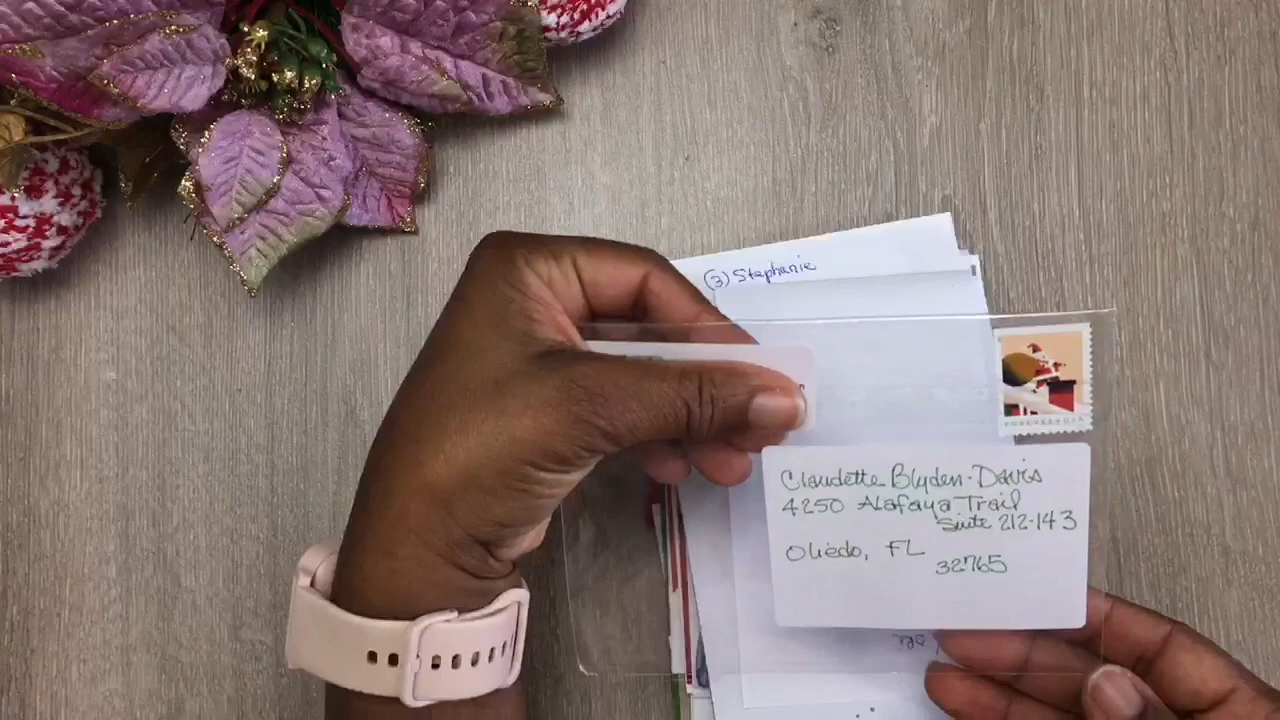 (3) Stephanie
Claudette Blyden-Davis
4250 Alafaya Trail
Suite 212-143
Oviedo, FL
32765